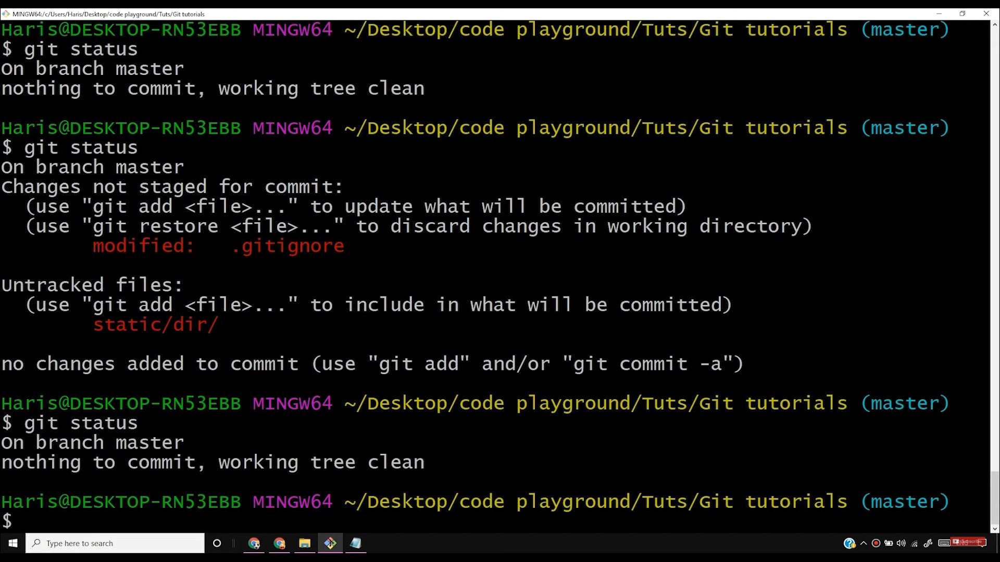 MINGW64:/c/Users/Haris/Desktop/code playground/Tuts/Git tutorials
Haris@DESKTOP-RN53EBB MINGW64 ~/Desktop/code playground/Tuts/Git tutorials (master)
$ git status
On branch master
nothing to commit, working tree clean
Haris@DESKTOP-RN53EBB MINGW64 ~/Desktop/code playground/Tuts/Git tutorials (master)
$ git status
On branch master
Changes not staged for commit:
  (use "git add <file>..." to update what will be committed)
  (use "git restore <file>..." to discard changes in working directory)
        modified:   .gitignore
Untracked files:
  (use "git add <file>..." to include in what will be committed)
        static/dir/
no changes added to commit (use "git add" and/or "git commit -a")
Haris@DESKTOP-RN53EBB MINGW64 ~/Desktop/code playground/Tuts/Git tutorials (master)
$ git status
On branch master
nothing to commit, working tree clean
Haris@DESKTOP-RN53EBB MINGW64 ~/Desktop/code playground/Tuts/Git tutorials (master)
$
Type here to search
Subscribe